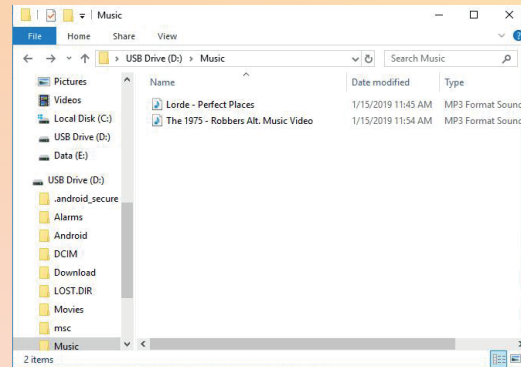 Music
File Home Share View
USB Drive (D:) > Music Search Music
Pictures
Videos
Local Disk (C:)
USB Drive (D:)
Data (E:)
USB Drive (D:)
.android_secure
Alarms
Android
DCIM
Download
LOST.DIR
Movies
msc
Music
Name Date modified Type
Lorde - Perfect Places 1/15/2019 11:45 AM MP3 Format Sound
The 1975 - Robbers Alt. Music Video 1/15/2019 11:54 AM MP3 Format Sound
2 items